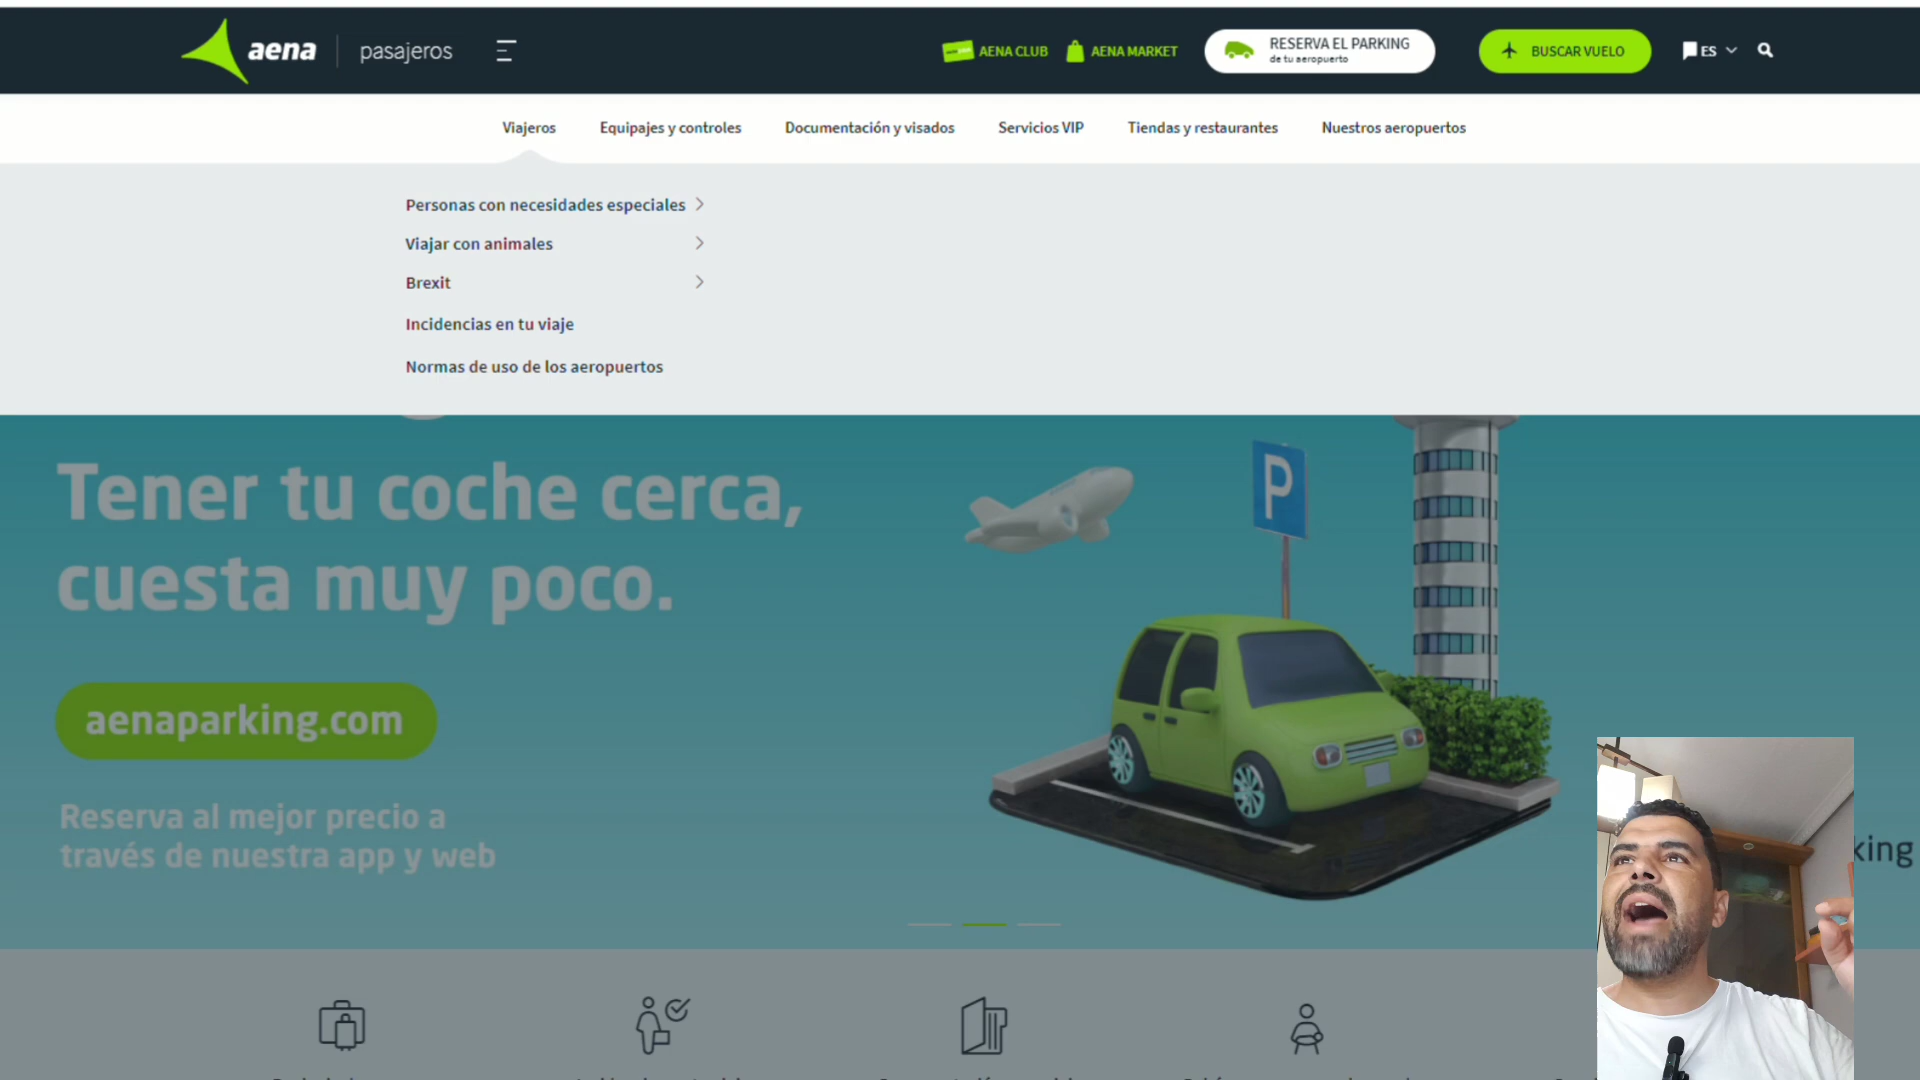 aena
pasajeros
AENA CLUB
AENA MARKET
RESERVA EL PARKING
de tu aeropuerto
BUSCAR VUELO
ES
Viajeros
Equipajes y controles
Documentación y visados
Servicios VIP
Tiendas y restaurantes
Nuestros aeropuertos
Personas con necesidades especiales
Viajar con animales
Brexit
Incidencias en tu viaje
Normas de uso de los aeropuertos
Tener tu coche cerca,
cuesta muy poco.
aenaparking.com
Reserva al mejor precio a
través de nuestra app y web
P